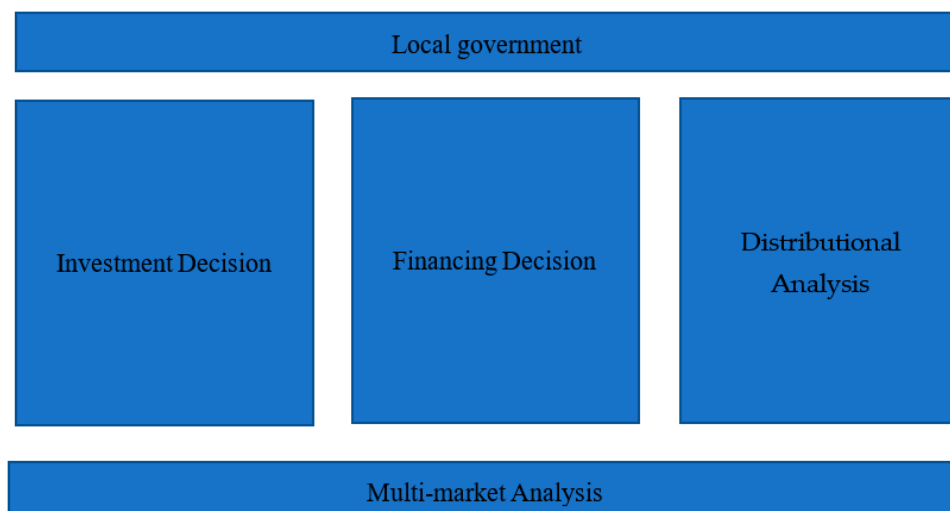 Local government
Investment Decision
Financing Decision
Distributional
Analysis
Multi-market Analysis